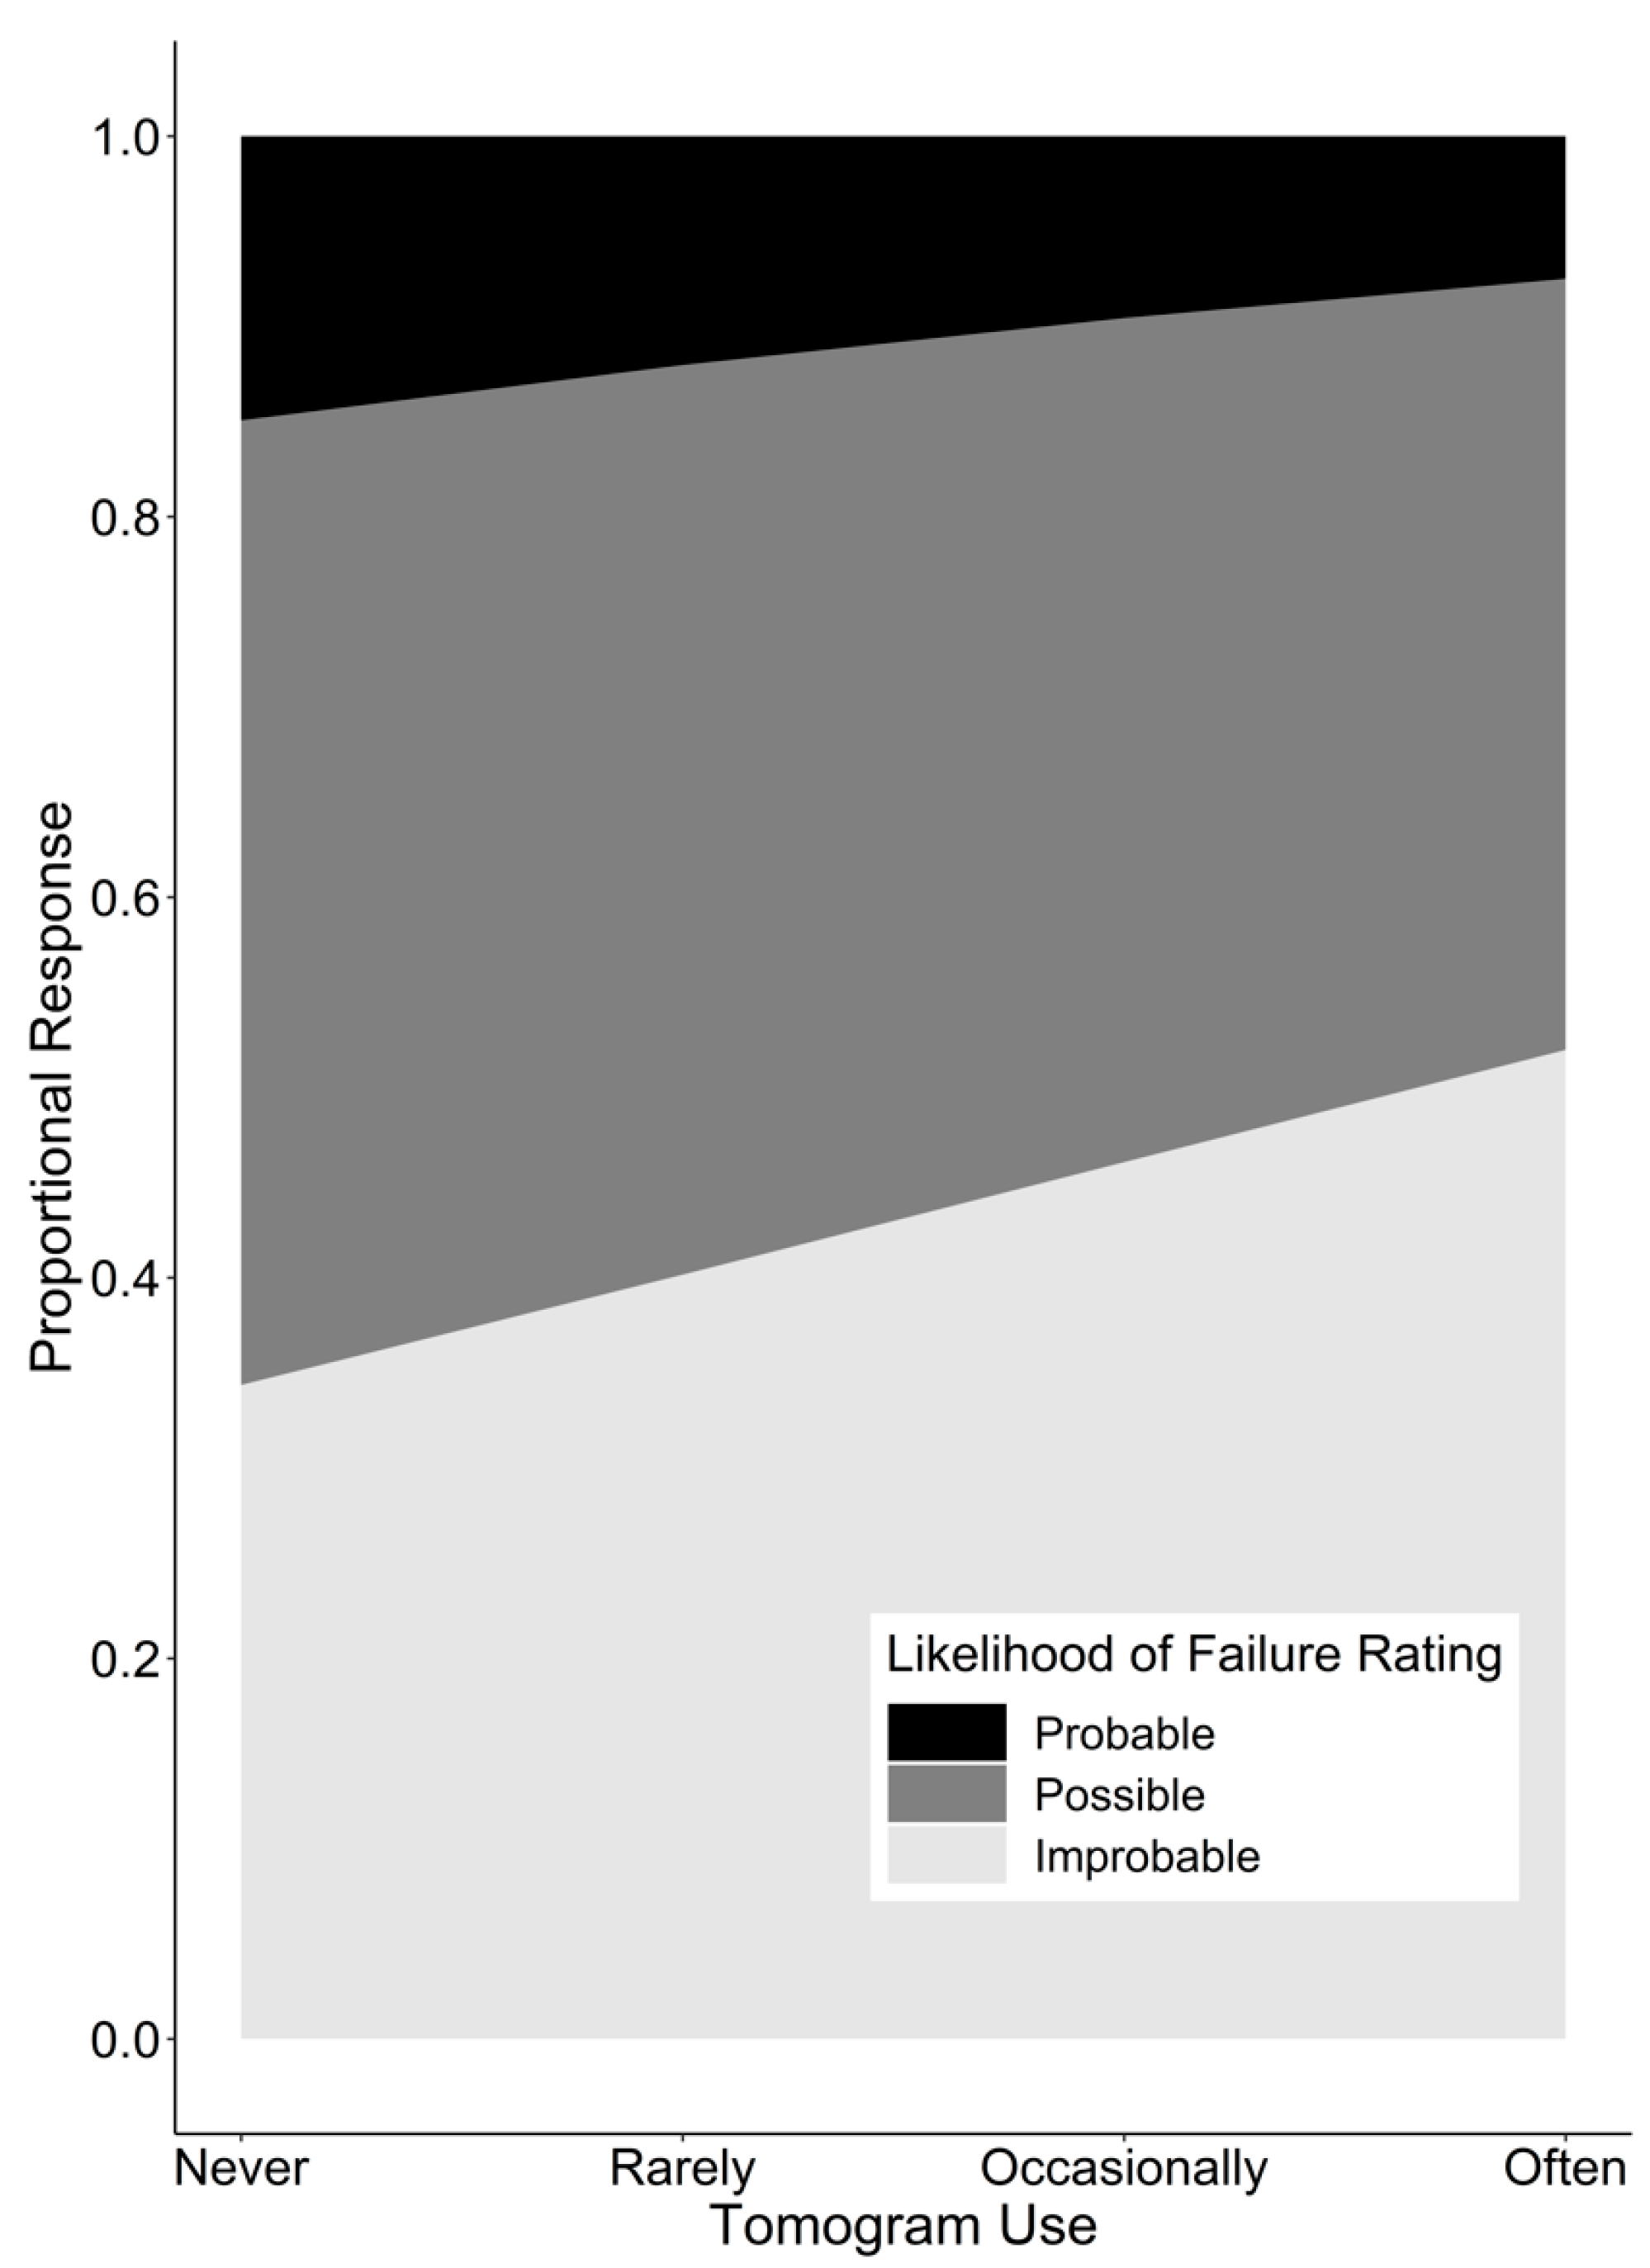 Proportional Response
1.0
0.8
0.6
0.4
0.2
0.0
Likelihood of Failure Rating
Probable
Possible
Improbable
Never Rarely Occasionally Often
Tomogram Use